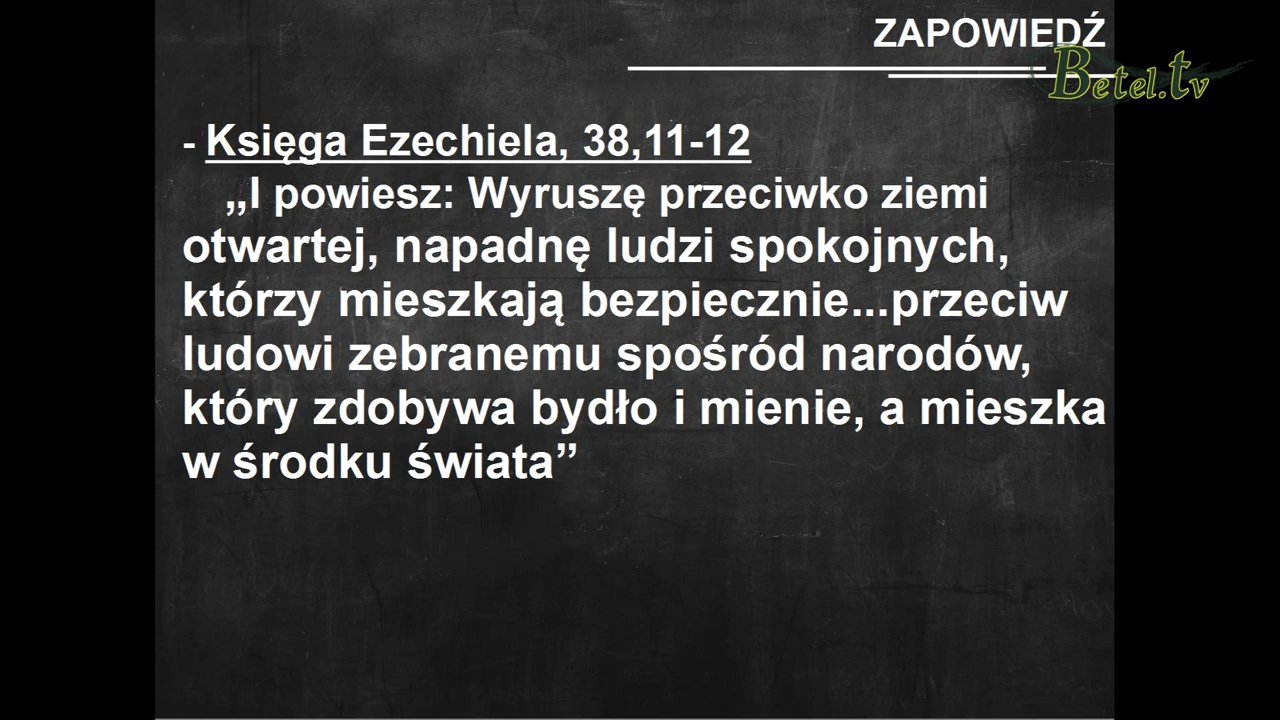 ZAPOWIEDŹ
Betel.tv
- Księga Ezechiela, 38,11-12
,,I powiesz: Wyruszę przeciwko ziemi
otwartej, napadnę ludzi spokojnych,
którzy mieszkają bezpiecznie...przeciw
ludowi zebranemu spośród narodów,
który zdobywa bydło i mienie, a mieszka
w środku świata”